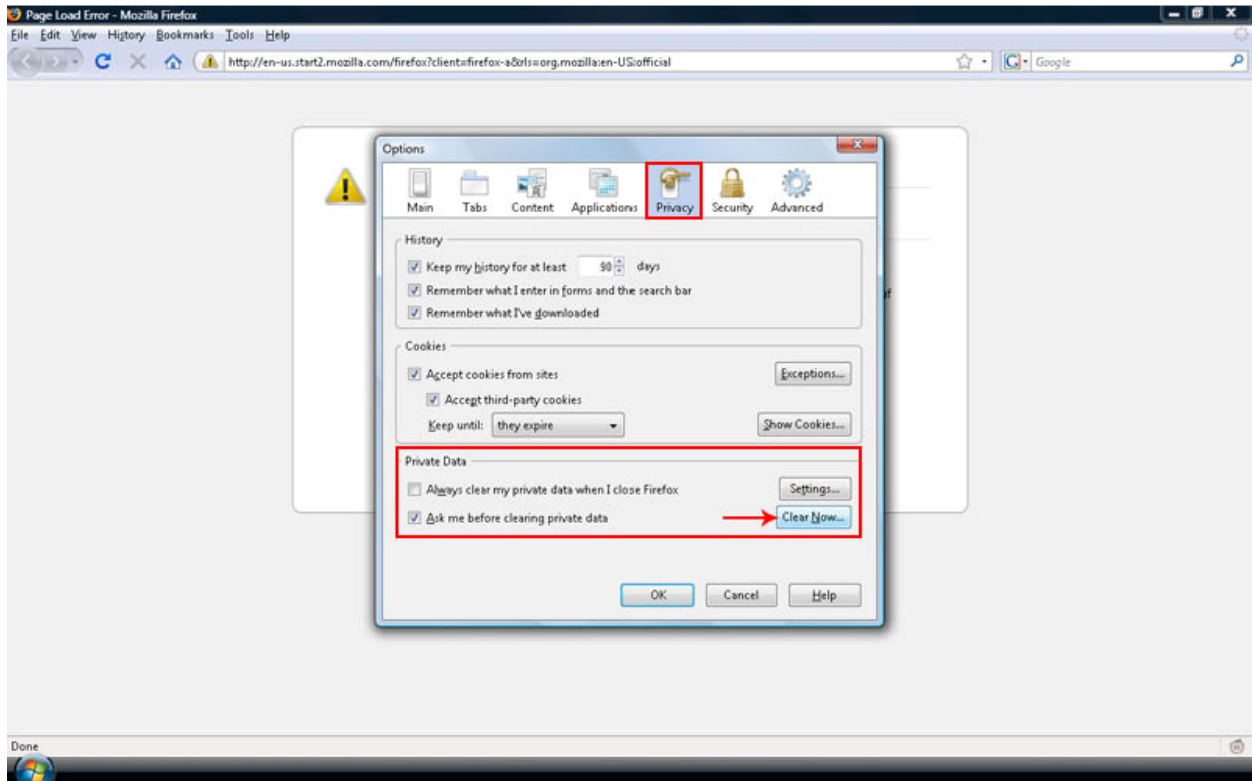 Page Load Error - Mozilla Firefox
File Edit View History Bookmarks Tools Help
http://en-us.start2.mozilla.com/firefox?client=firefox-a&rls=org.mozilla:en-US:official
Google
Options
Main Tabs Content Applications Privacy Security Advanced
History
Keep my history for at least 90 days
Remember what I enter in forms and the search bar
Remember what I've downloaded
of
Cookies
Accept cookies from sites Exceptions...
Accept third-party cookies
Keep until: they expire Show Cookies...
Private Data
Always clear my private data when I close Firefox Settings...
Ask me before clearing private data Clear Now...
OK Cancel Help
Done